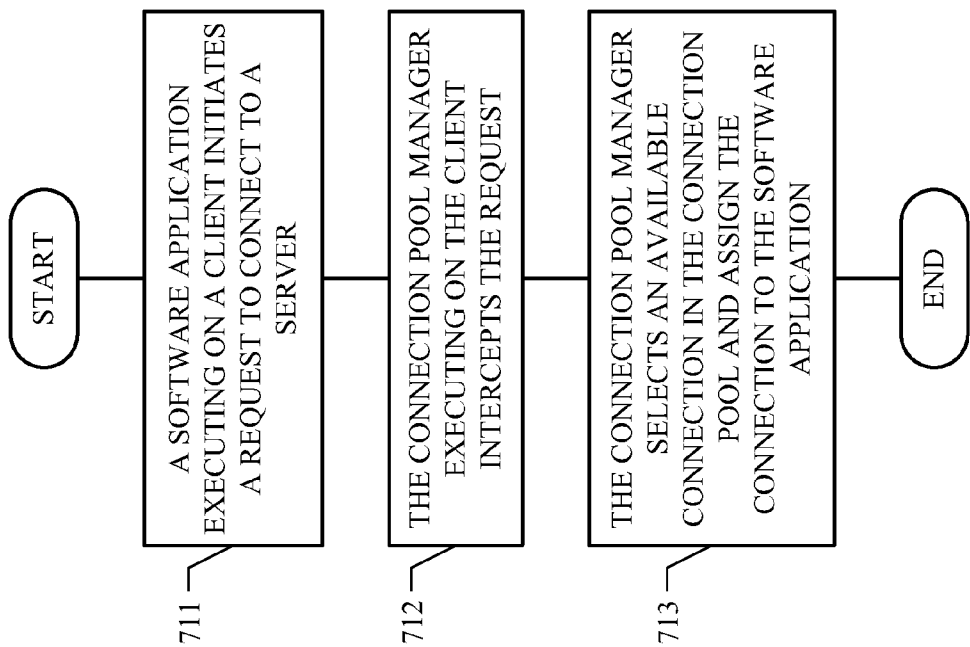 START
711
A SOFTWARE APPLICATION
EXECUTING ON A CLIENT INITIATES
A REQUEST TO CONNECT TO A
SERVER
712
THE CONNECTION POOL MANAGER
EXECUTING ON THE CLIENT
INTERCEPTS THE REQUEST
713
THE CONNECTION POOL MANAGER
SELECTS AN AVAILABLE
CONNECTION IN THE CONNECTION
POOL AND ASSIGN THE
CONNECTION TO THE SOFTWARE
APPLICATION
END